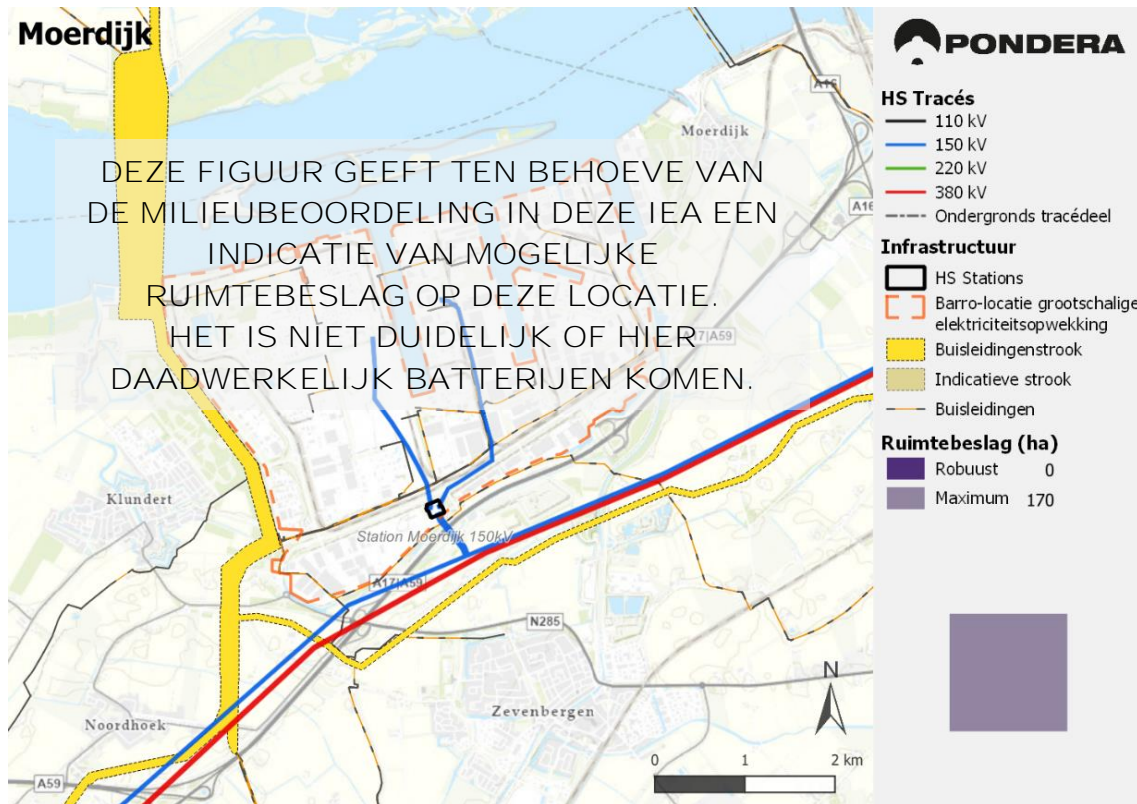 Moerdijk
A16
Moerdijk
A16
DEZE FIGUUR GEEFT TEN BEHOEVE VAN
DE MILIEUBEOORDELING IN DEZE IEA EEN
INDICATIE VAN MOGELIJKE
RUIMTEBESLAG OP DEZE LOCATIE.
HET IS NIET DUIDELIJK OF HIER
DAADWERKELIJK BATTERIJEN KOMEN.
17|A59
Klundert
Station Moerdijk 150kV
A17|A59
N285
Zevenbergen
Noordhoek
A59
N
0 1 2 km
PONDERA
HS Tracés
110 kV
150 kV
220 kV
380 kV
Ondergronds tracédeel
Infrastructuur
HS Stations
Barro-locatie grootschalige
elektriciteitsopwekking
Buisleidingenstrook
Indicatieve strook
Buisleidingen
Ruimtebeslag (ha)
Robuust 0
Maximum 170